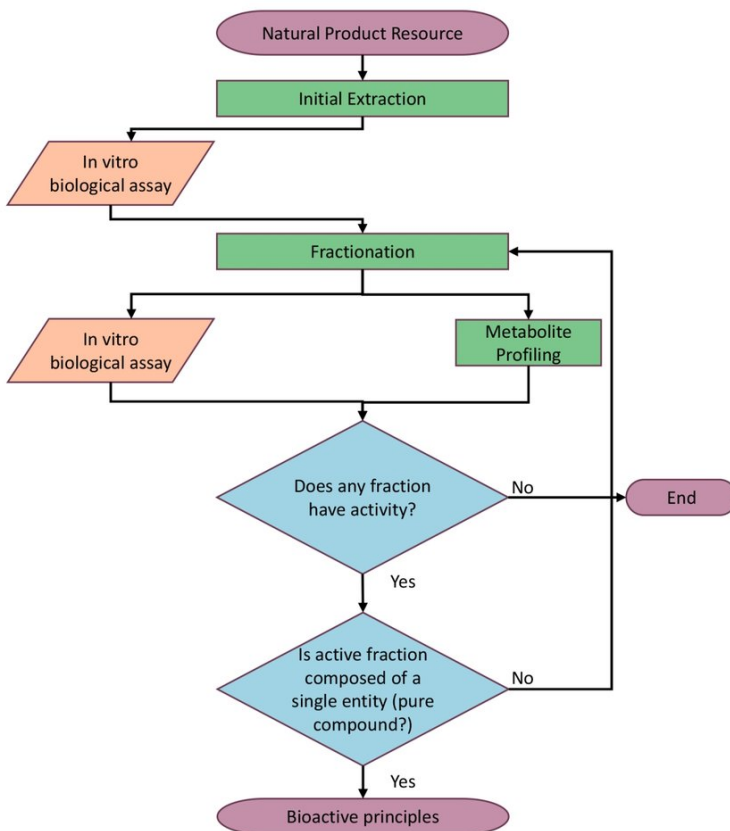 Natural Product Resource
Initial Extraction
In vitro
biological assay
Fractionation
In vitro
biological assay
Metabolite
Profiling
Does any fraction
have activity?
No
End
Yes
Is active fraction
composed of a
single entity (pure
compound?)
No
Yes
Bioactive principles